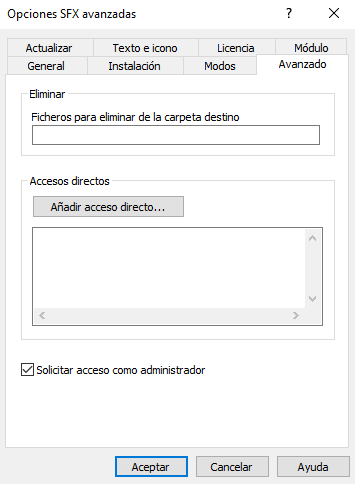 Opciones SFX avanzadas
?
Actualizar Texto e icono Licencia Módulo
General Instalación Modos Avanzado
Eliminar
Ficheros para eliminar de la carpeta destino
Accesos directos
Añadir acceso directo...
Solicitar acceso como administrador
Aceptar Cancelar Ayuda